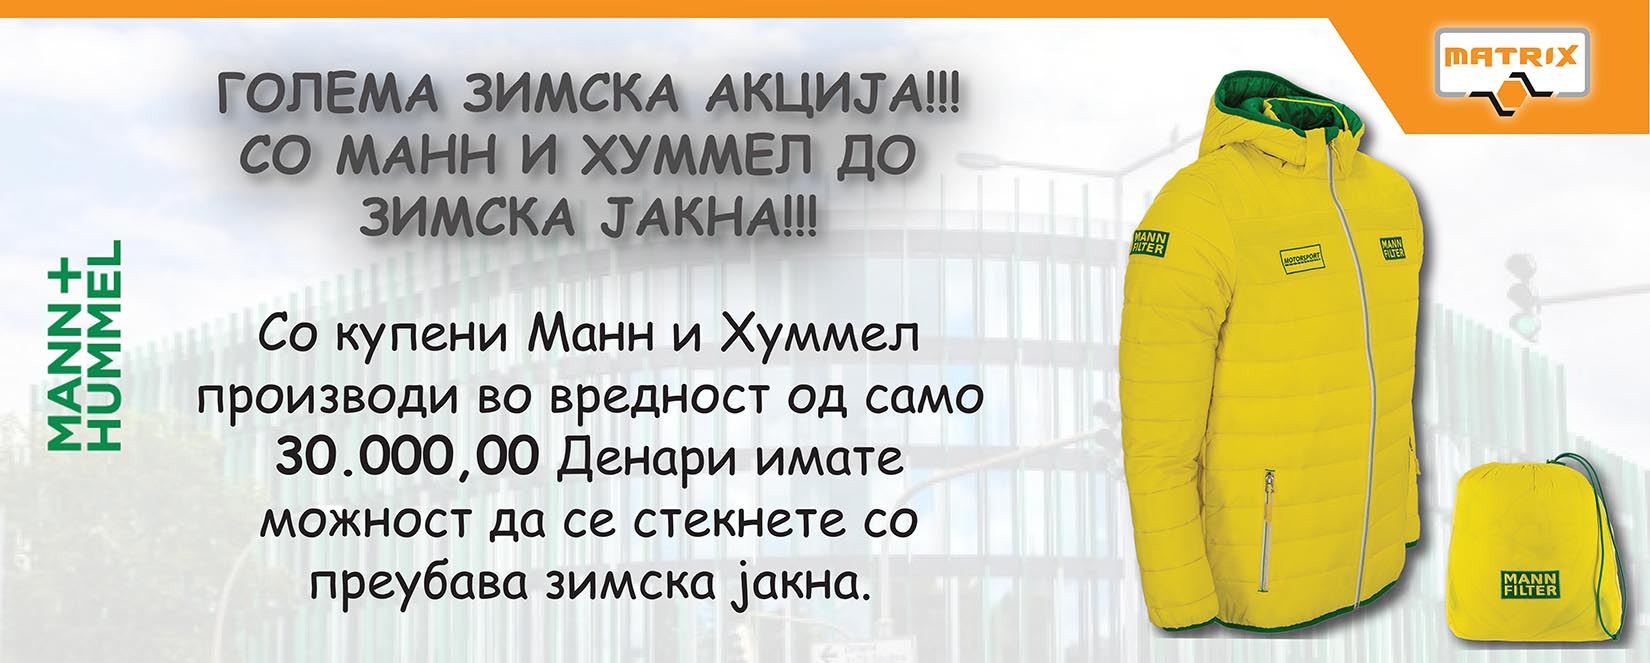 MATRIX
ГОЛЕМА ЗИМСКА АКЦИЈА!!!
СО МАНН И ХУММЕЛ ДО
ЗИМСКА ЈАКНА!!!
MANN+
HUMMEL
Со купени Манн и Хуммел
производи во вредност од само
30.000,00 Денари имате
можност да се стекнете со
преубава зимска јакна.
MANN
FILTER
MOTORSPORT
MANN
FILTER
MANN
FILTER